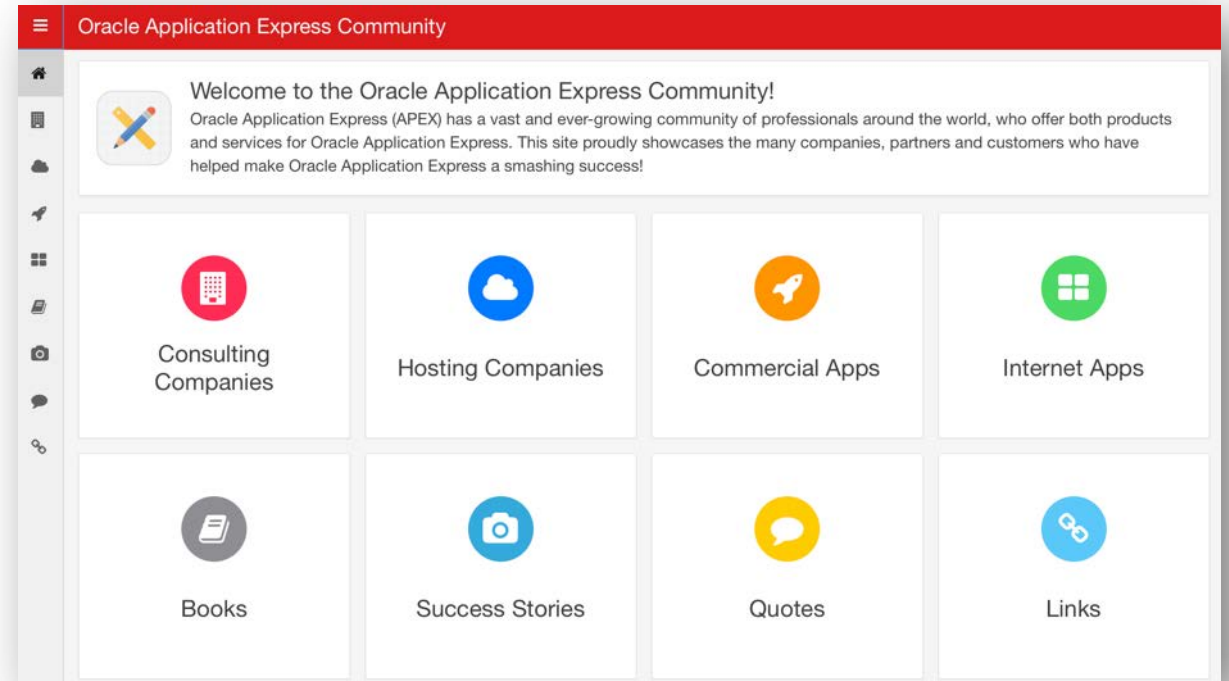 Oracle Application Express Community
Welcome to the Oracle Application Express Community!
Oracle Application Express (APEX) has a vast and ever-growing community of professionals around the world, who offer both products
and services for Oracle Application Express. This site proudly showcases the many companies, partners and customers who have
helped make Oracle Application Express a smashing success!
Consulting
Companies
Hosting Companies
Commercial Apps
Internet Apps
Books
Success Stories
Quotes
Links